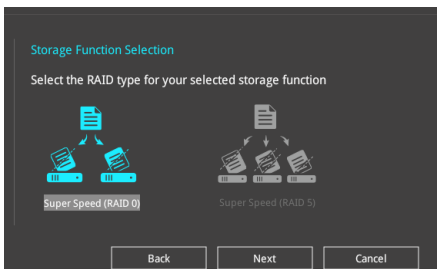 Storage Function Selection
Select the RAID type for your selected storage function
Super Speed (RAID 0)
Super Speed (RAID 5)
Back
Next
Cancel